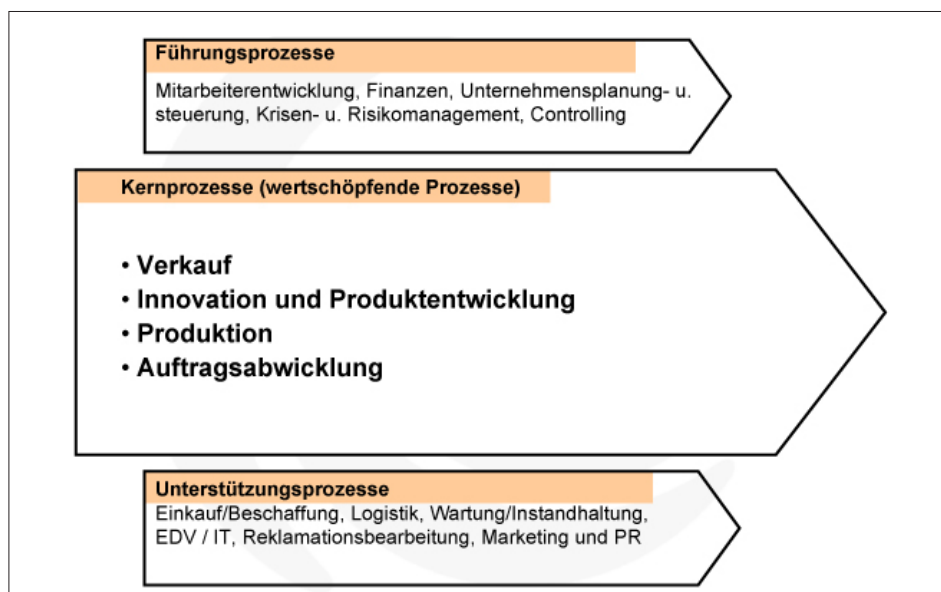 Führungsprozesse
Mitarbeiterentwicklung, Finanzen, Unternehmensplanung- u.
steuerung, Krisen- u. Risikomanagement, Controlling
Kernprozesse (wertschöpfende Prozesse)
• Verkauf
• Innovation und Produktentwicklung
• Produktion
• Auftragsabwicklung
Unterstützungsprozesse
Einkauf/Beschaffung, Logistik, Wartung/Instandhaltung,
EDV / IT, Reklamationsbearbeitung, Marketing und PR